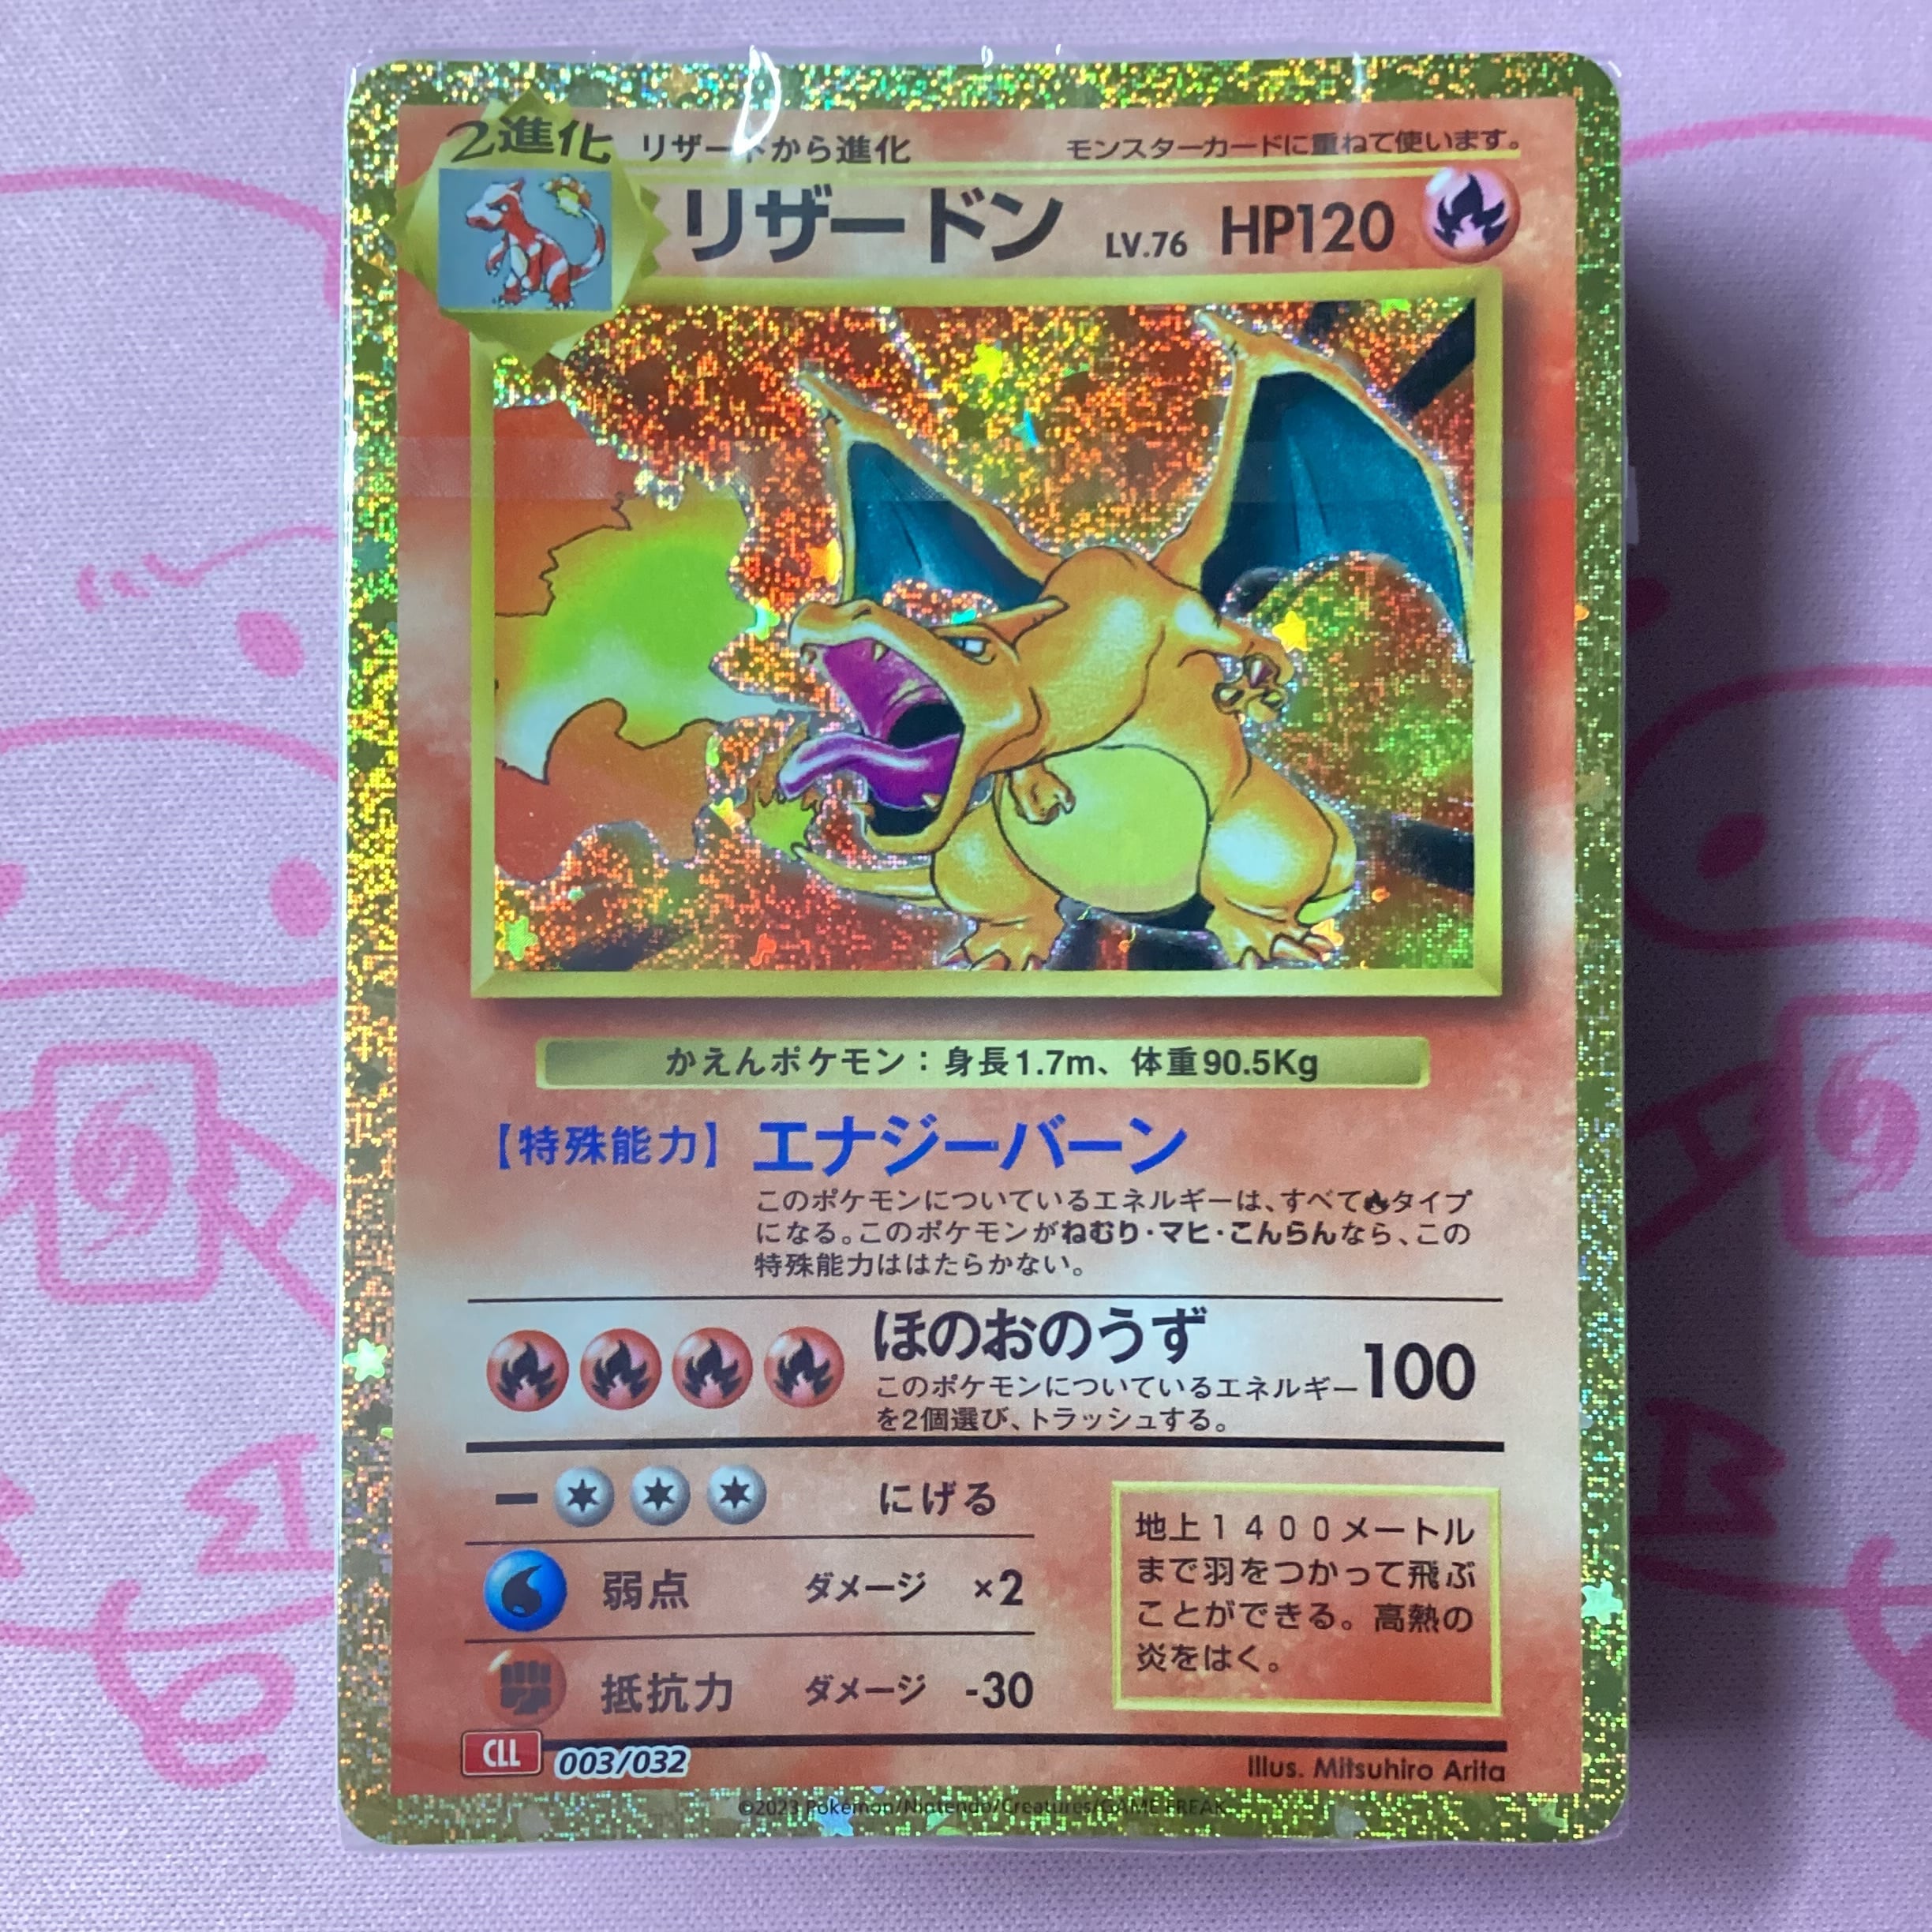 2進化 リザードから進化 モンスターカードに重ねて使います。
リザードン LV.76 HP120
かえんポケモン:身長1.7m、体重90.5Kg
【特殊能力】エナジーバーン
このポケモンについているエネルギーは、すべてタイプ
になる。このポケモンがねむり・マヒ・こんらんなら、この
特殊能力ははたらかない。
ほのおのうず 100
このポケモンについているエネルギー
を2個選び、トラッシュする。
にげる
弱点 ダメージ ×2
抵抗力 ダメージ -30
地上1400メートル
まで羽をつかって飛ぶ
ことができる。高熱の
炎をはく。
CLL 003/032 Illus. Mitsuhiro Arita
©2023 Pokémon/Nintendo/Creatures/GAME FREAK